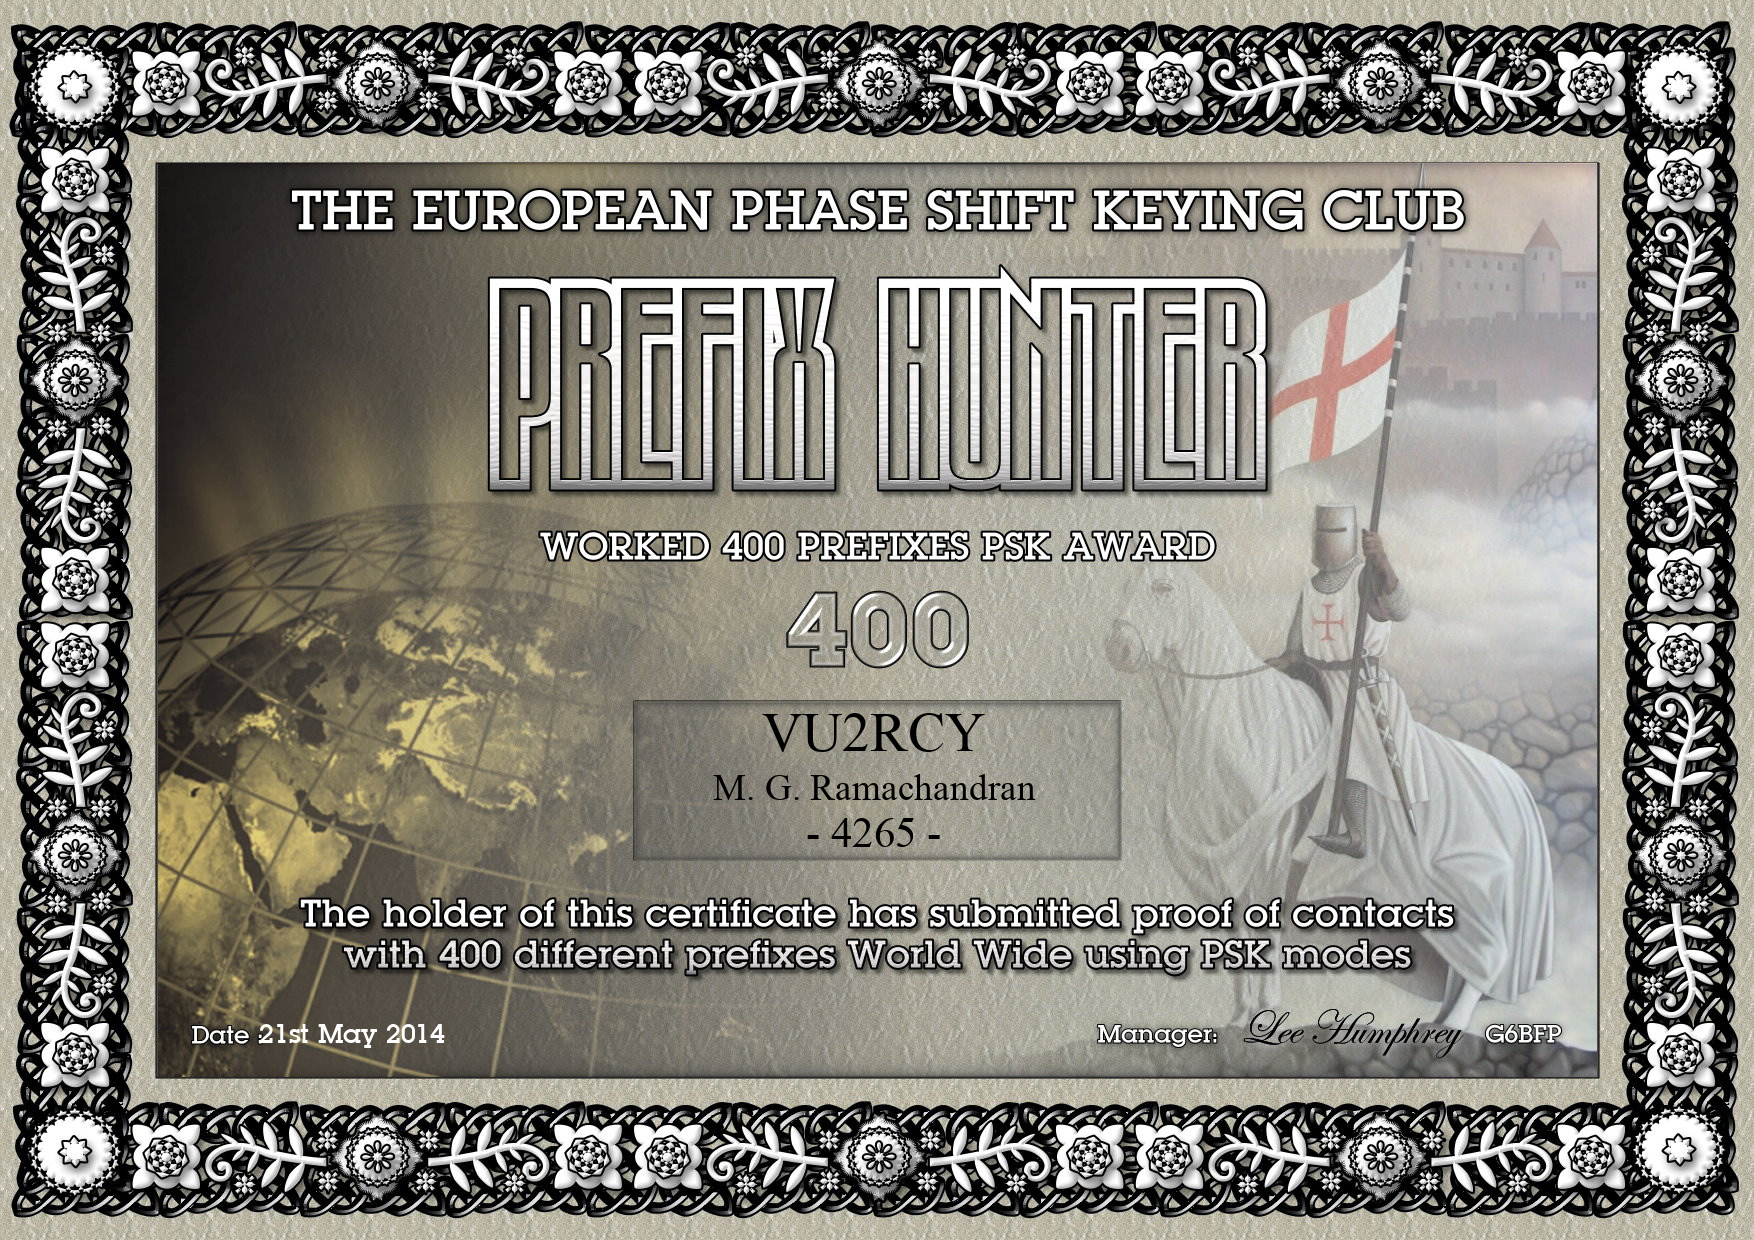 THE EUROPEAN PHASE SHIFT KEYING CLUB
PREFIX HUNTER
WORKED 400 PREFIXES PSK AWARD
400
VU2RCY
M. G. Ramachandran
- 4265 -
The holder of this certificate has submitted proof of contacts
with 400 different prefixes World Wide using PSK modes
Date :21st May 2014
Manager: Lee Humphrey G6BFP